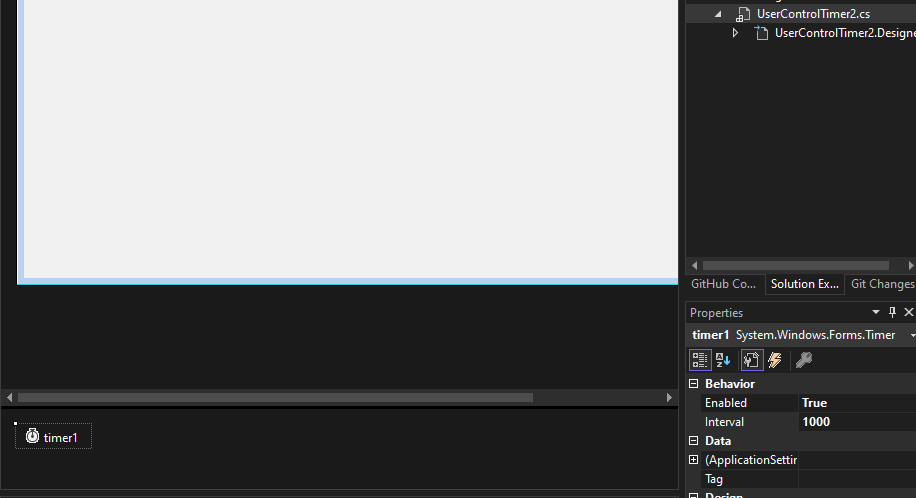 UserControlTimer2.cs
UserControlTimer2.Designe
GitHub Co... Solution Ex... Git Changes
Properties
timer1 System.Windows.Forms.Timer
Behavior
Enabled True
Interval 1000
Data
(ApplicationSettin
Tag
Design
timer1